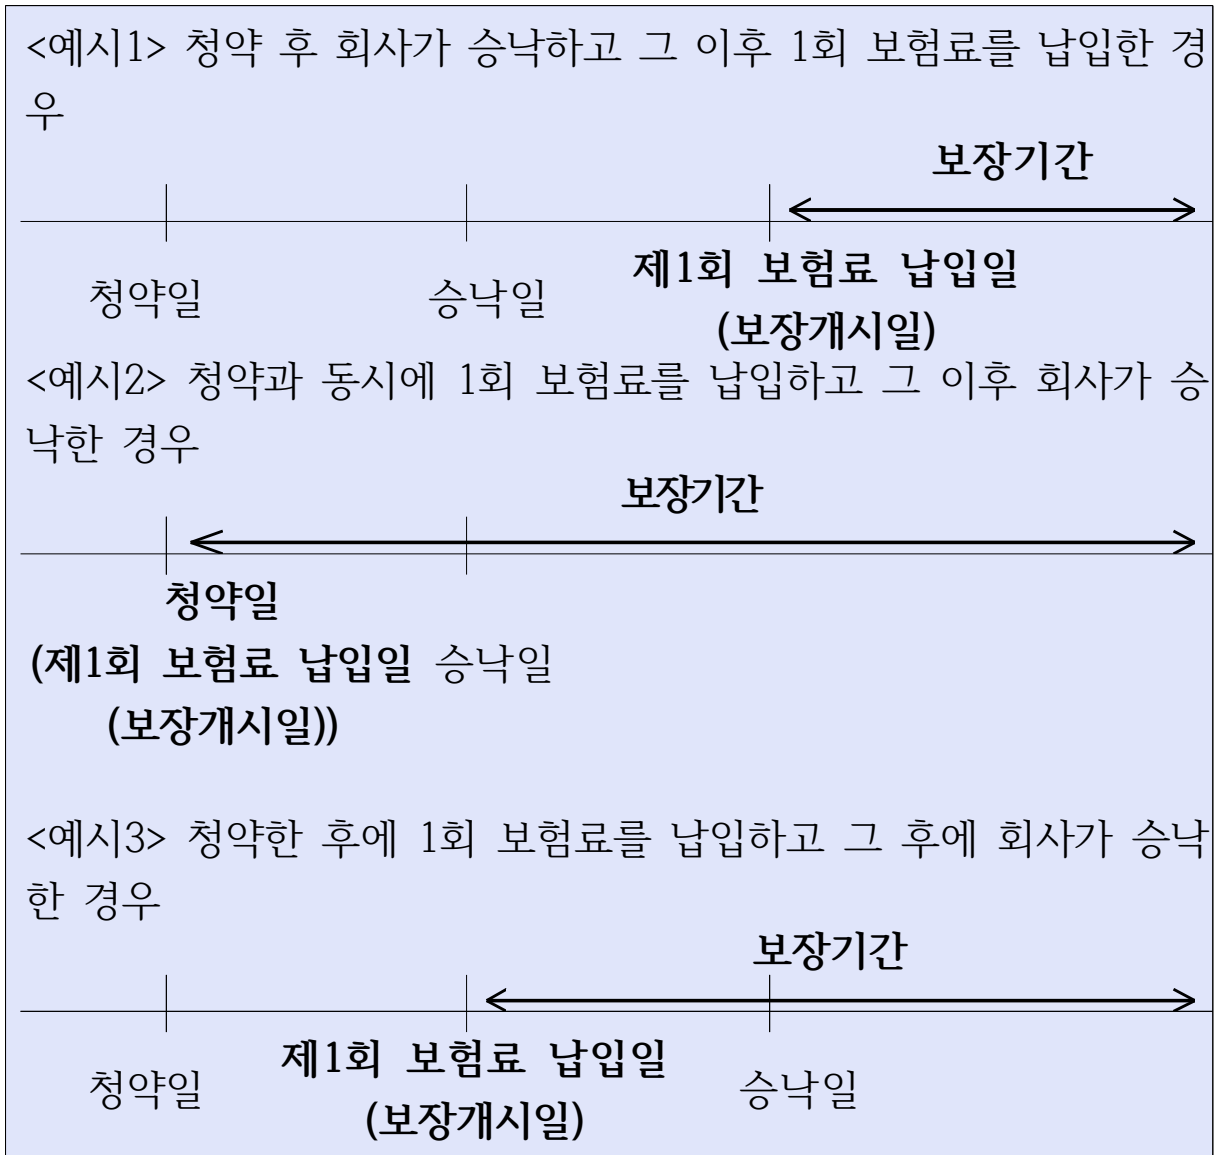 <예시1> 청약 후 회사가 승낙하고 그 이후 1회 보험료를 납입한 경
우
보장기간
청약일 승낙일 제1회 보험료 납입일
(보장개시일)
<예시2> 청약과 동시에 1회 보험료를 납입하고 그 이후 회사가 승
낙한 경우
보장기간
청약일
(제1회 보험료 납입일 승낙일
(보장개시일))
<예시3> 청약한 후에 1회 보험료를 납입하고 그 후에 회사가 승낙
한 경우
보장기간
청약일 제1회 보험료 납입일 승낙일
(보장개시일)